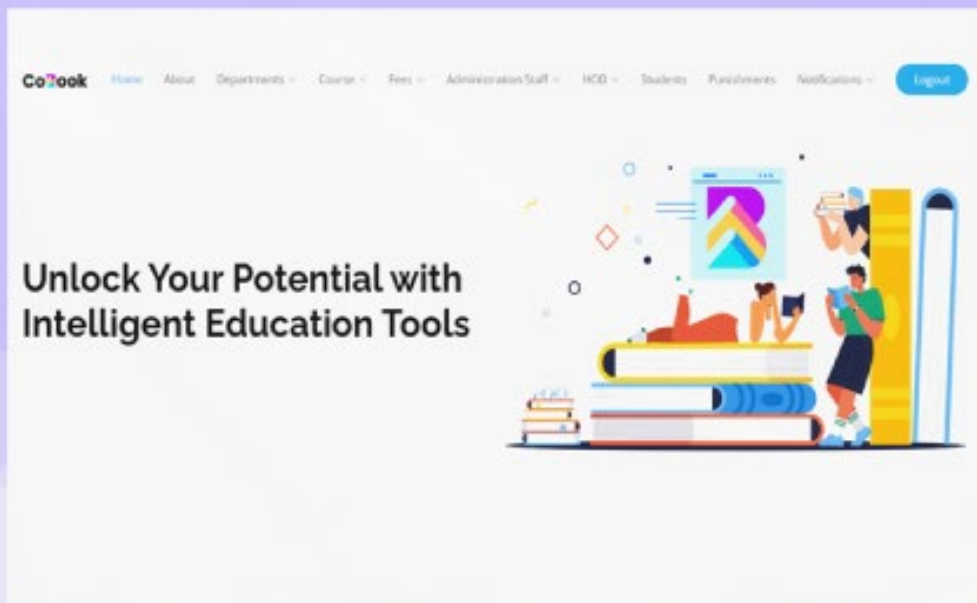 CoBook
Home About Departments Course Fees Administration Staff HOD Students Punishments Notifications Logout
Unlock Your Potential with
Intelligent Education Tools